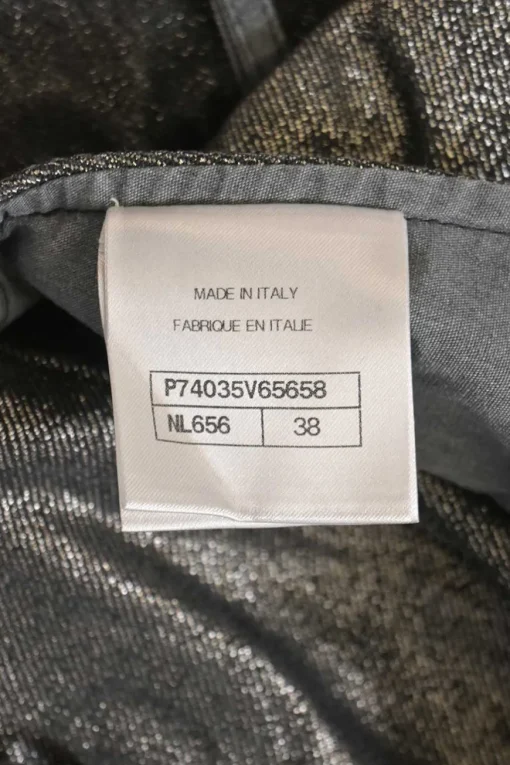 MADE IN ITALY
FABRIQUE EN ITALIE
P74035V65658
NL656 38